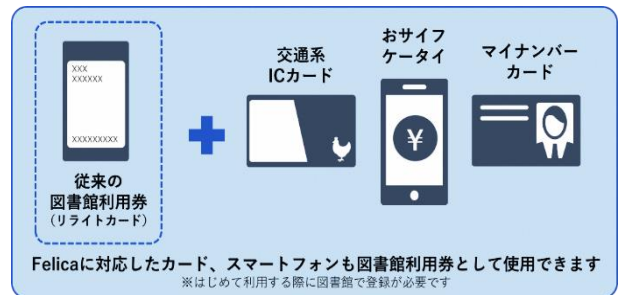 XXX
XXXXXX
XXXXXXXXX
従来の
図書館利用券
(リライトカード)
交通系
ICカード
おサイフ
ケータイ
¥
マイナンバー
カード
Felicaに対応したカード、スマートフォンも図書館利用券として使用できます
※はじめて利用する際に図書館で登録が必要です